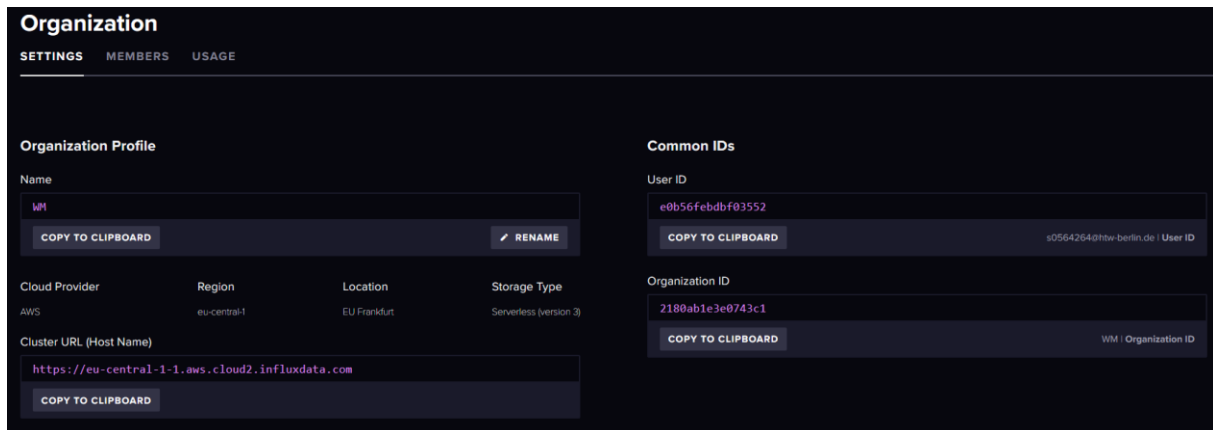 Organization
SETTINGS MEMBERS USAGE
Organization Profile
Name
WM
COPY TO CLIPBOARD
RENAME
Cloud Provider Region Location Storage Type
AWS eu-central-1 EU Frankfurt Serverless (version 3)
Cluster URL (Host Name)
https://eu-central-1-1.aws.cloud2.influxdata.com
COPY TO CLIPBOARD
Common IDs
User ID
e0b56febdbf03552
COPY TO CLIPBOARD
s0564264@htw-berlin.de | User ID
Organization ID
2180ab1e3e0743c1
COPY TO CLIPBOARD
WM | Organization ID